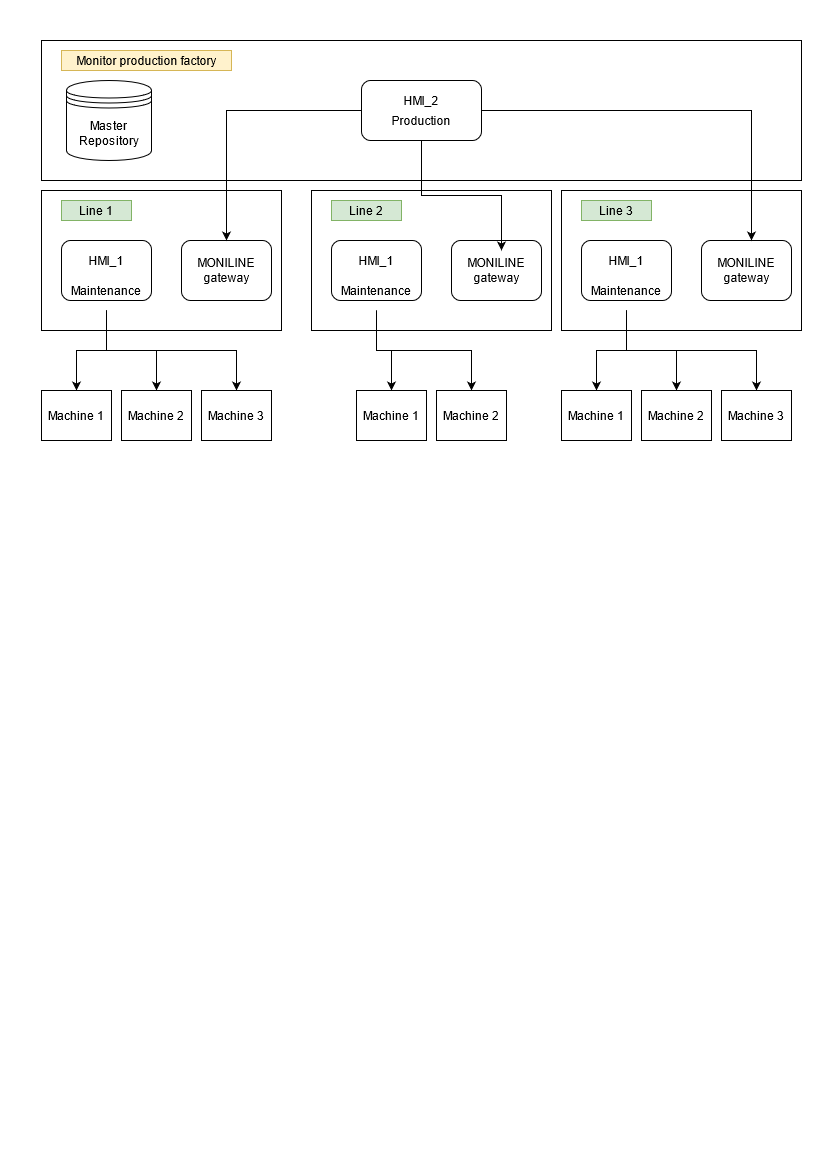 Monitor production factory
Master
Repository
HMI_2
Production
Line 1
HMI_1
Maintenance
MONILINE
gateway
Line 2
HMI_1
Maintenance
MONILINE
gateway
Line 3
HMI_1
Maintenance
MONILINE
gateway
Machine 1
Machine 2
Machine 3
Machine 1
Machine 2
Machine 1
Machine 2
Machine 3